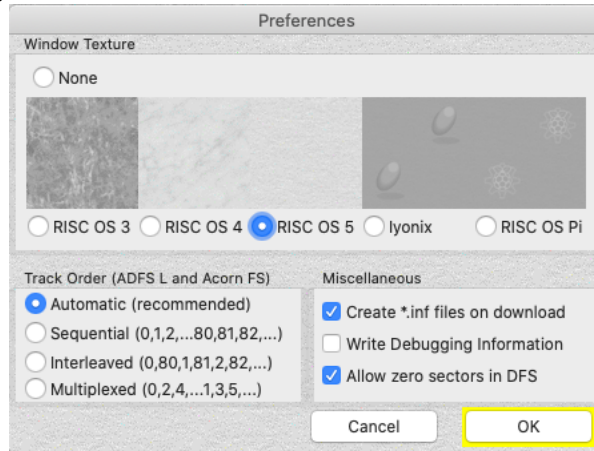 Preferences
Window Texture
None
RISC OS 3 RISC OS 4 RISC OS 5 Iyonix RISC OS Pi
Track Order (ADFS L and Acorn FS)
Automatic (recommended)
Sequential (0,1,2,...80,81,82,...)
Interleaved (0,80,1,81,2,82,...)
Multiplexed (0,2,4,...1,3,5,...)
Miscellaneous
Create *.inf files on download
Write Debugging Information
Allow zero sectors in DFS
Cancel OK